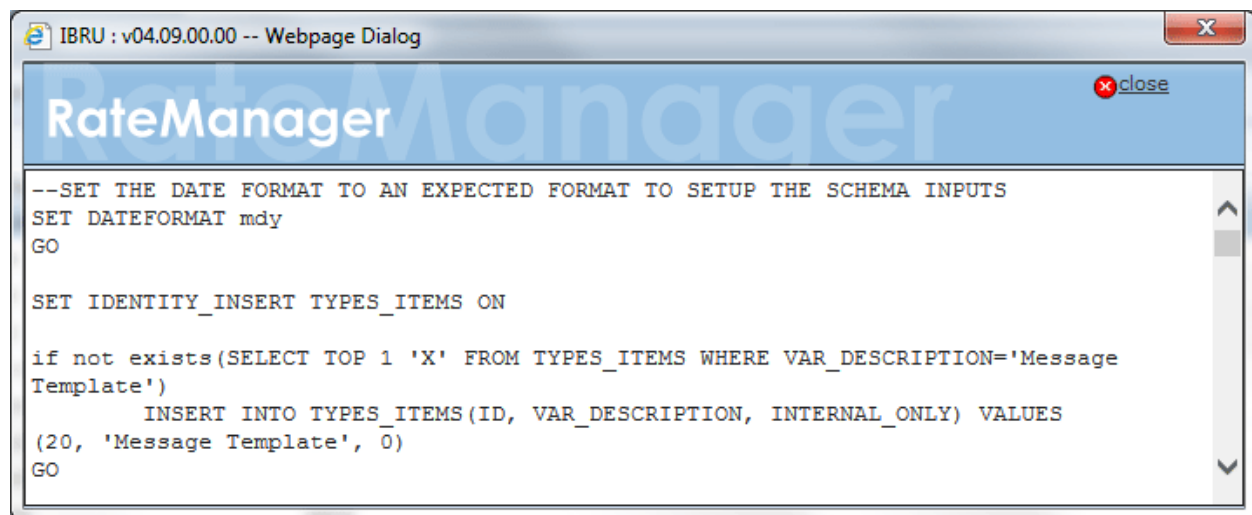 IBRU : v04.09.00.00 -- Webpage Dialog
RateManager
close
RateManager
--SET THE DATE FORMAT TO AN EXPECTED FORMAT TO SETUP THE SCHEMA INPUTS
SET DATEFORMAT mdy
GO
SET IDENTITY_INSERT TYPES_ITEMS ON
if not exists(SELECT TOP 1 'X' FROM TYPES_ITEMS WHERE VAR_DESCRIPTION='Message
Template')
INSERT INTO TYPES_ITEMS(ID, VAR_DESCRIPTION, INTERNAL_ONLY) VALUES
(20, 'Message Template', 0)
GO